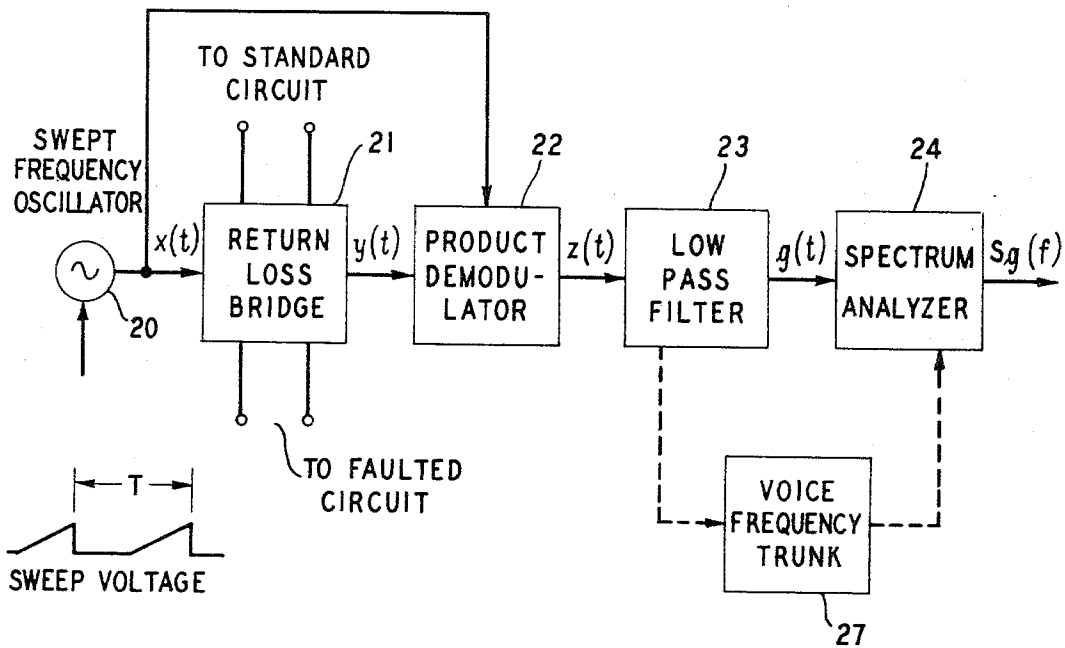 TO STANDARD
CIRCUIT
SWEPT
FREQUENCY
OSCILLATOR
20
x(t)
21
RETURN
LOSS
BRIDGE
y(t)
22
PRODUCT
DEMODU-
LATOR
z(t)
23
LOW
PASS
FILTER
g(t)
24
SPECTRUM
ANALYZER
S,g(f)
TO FAULTED
CIRCUIT
T
SWEEP VOLTAGE
VOICE
FREQUENCY
TRUNK
27